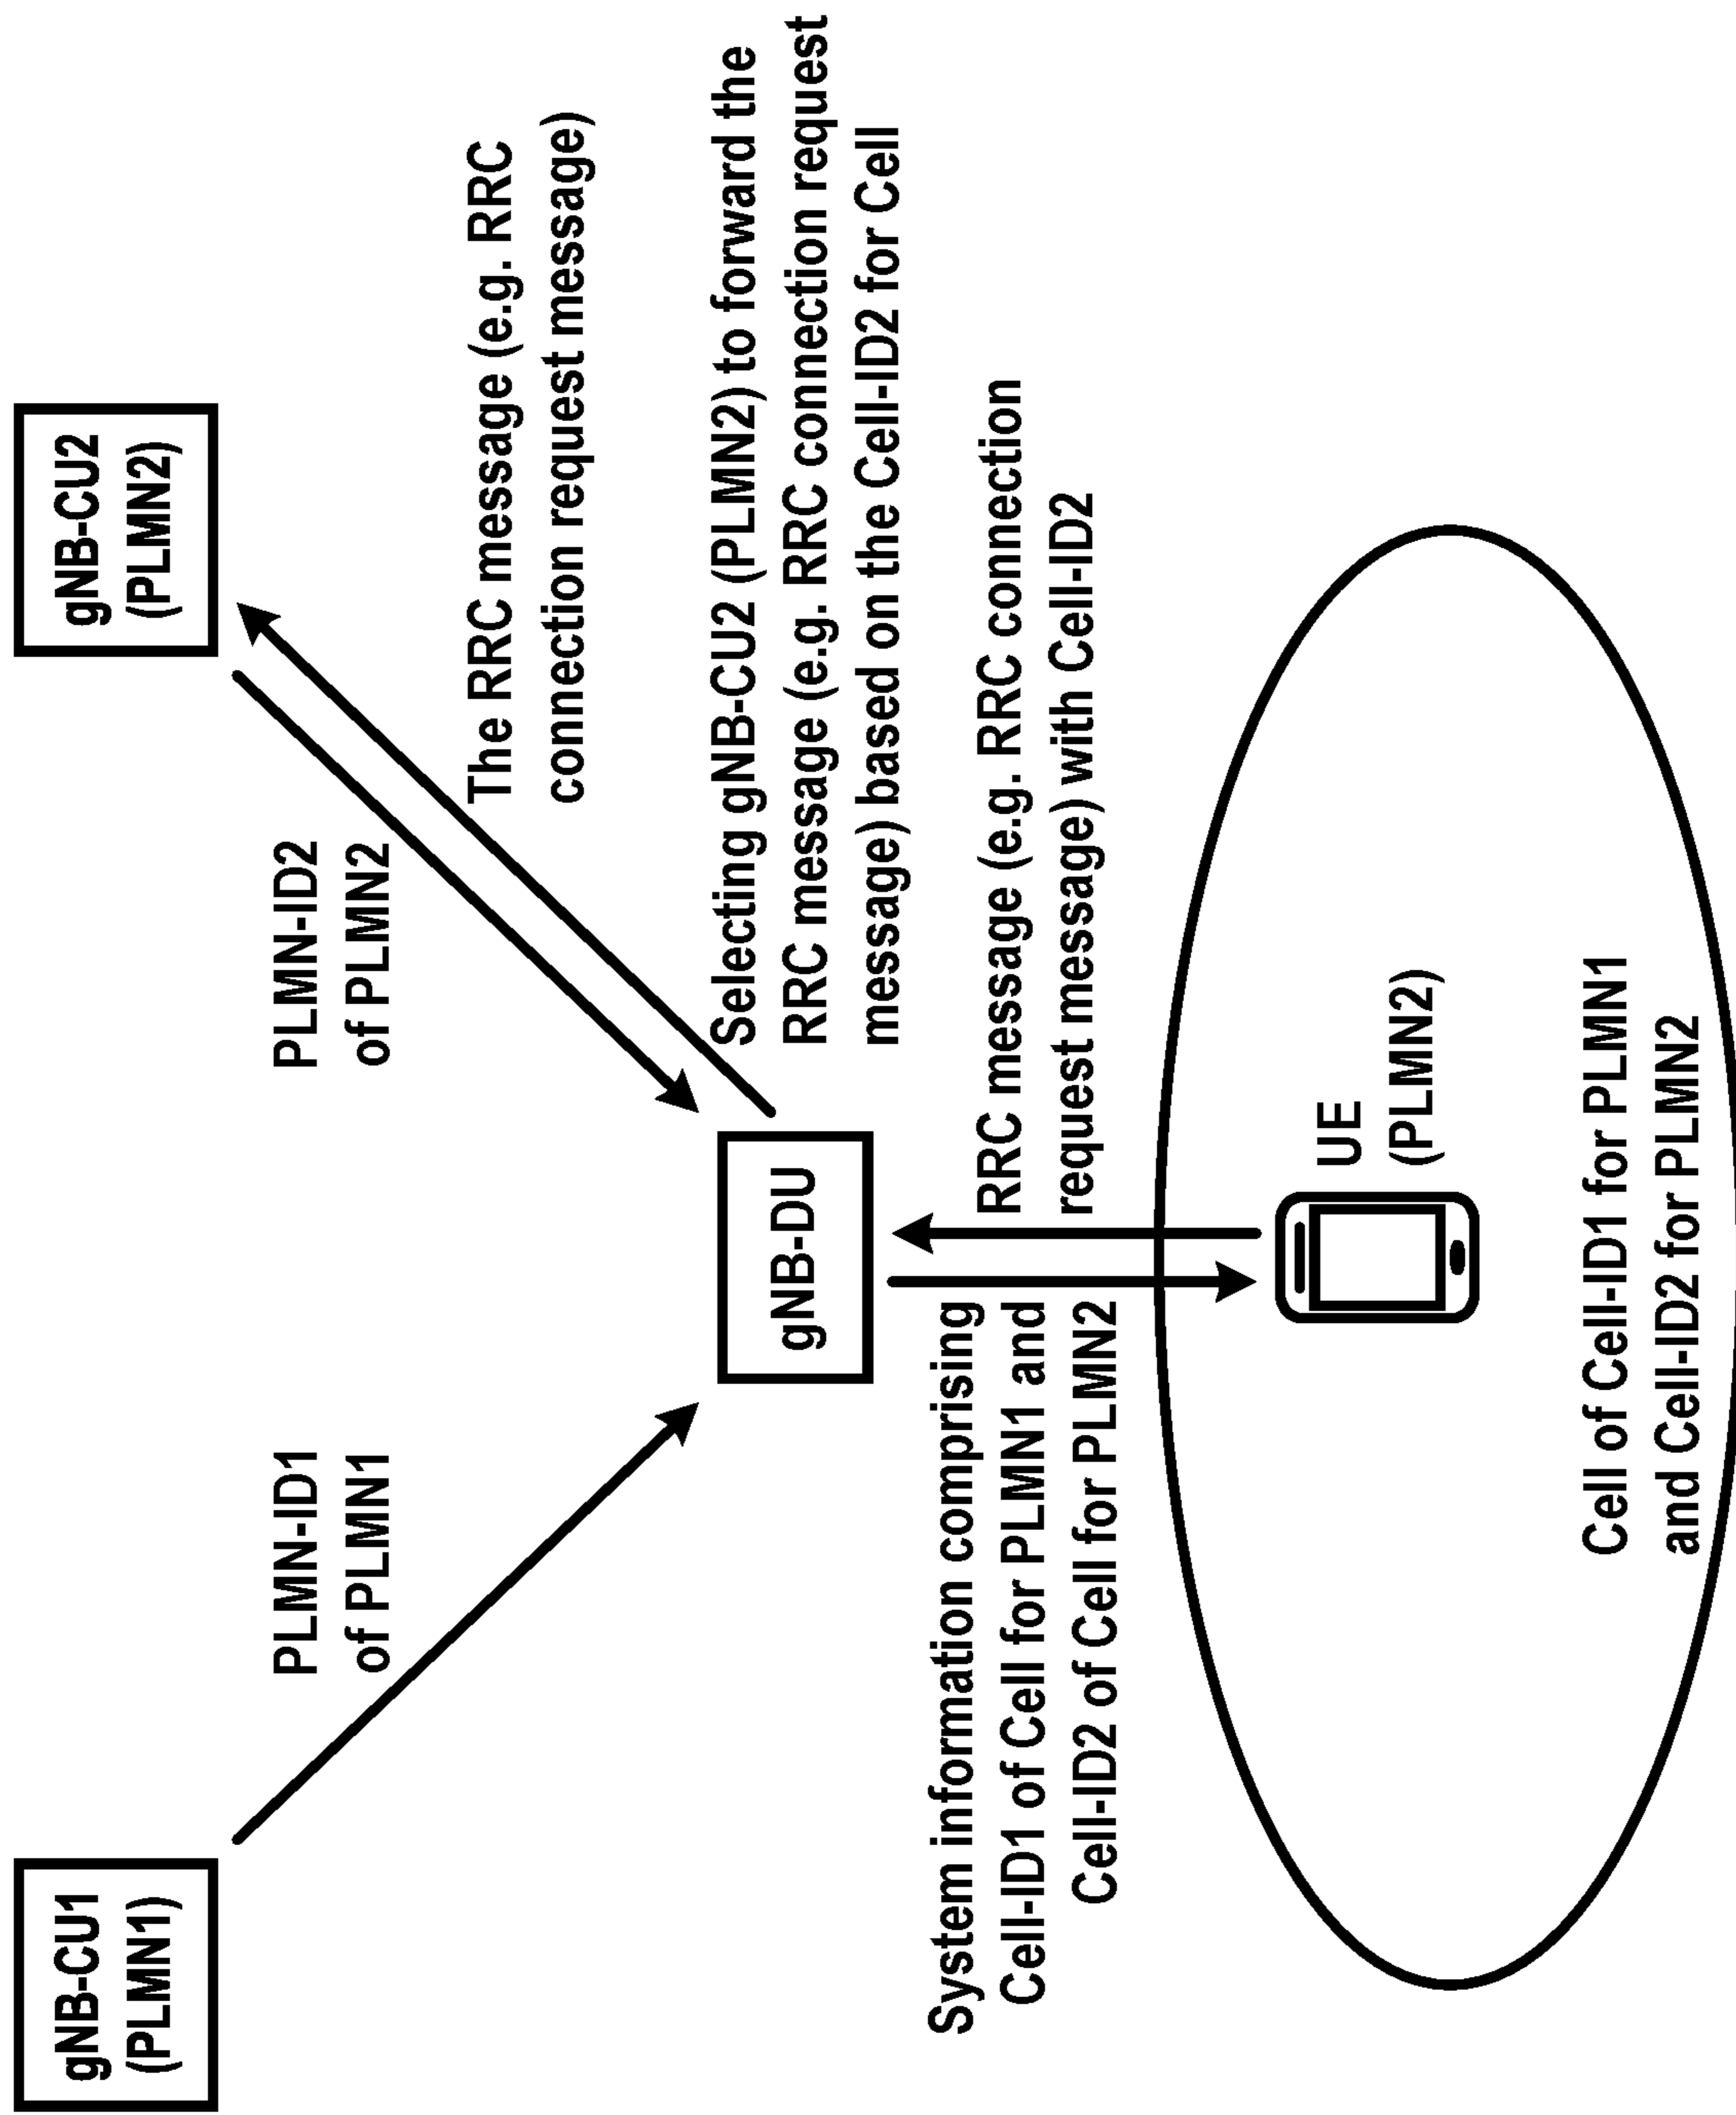 gNB-CU1
(PLMN1)
gNB-CU2
(PLMN2)
PLMN-ID1
of PLMN1
PLMN-ID2
of PLMN2
The RRC message (e.g. RRC
connection request message)
gNB-DU
Selecting gNB-CU2 (PLMN2) to forward the
RRC message (e.g. RRC connection request
message) based on the Cell-ID2 for Cell
System information comprising
Cell-ID1 of Cell for PLMN1 and
Cell-ID2 of Cell for PLMN2
RRC message (e.g. RRC connection
request message) with Cell-ID2
UE
(PLMN2)
Cell of Cell-ID1 for PLMN1
and Cell-ID2 for PLMN2